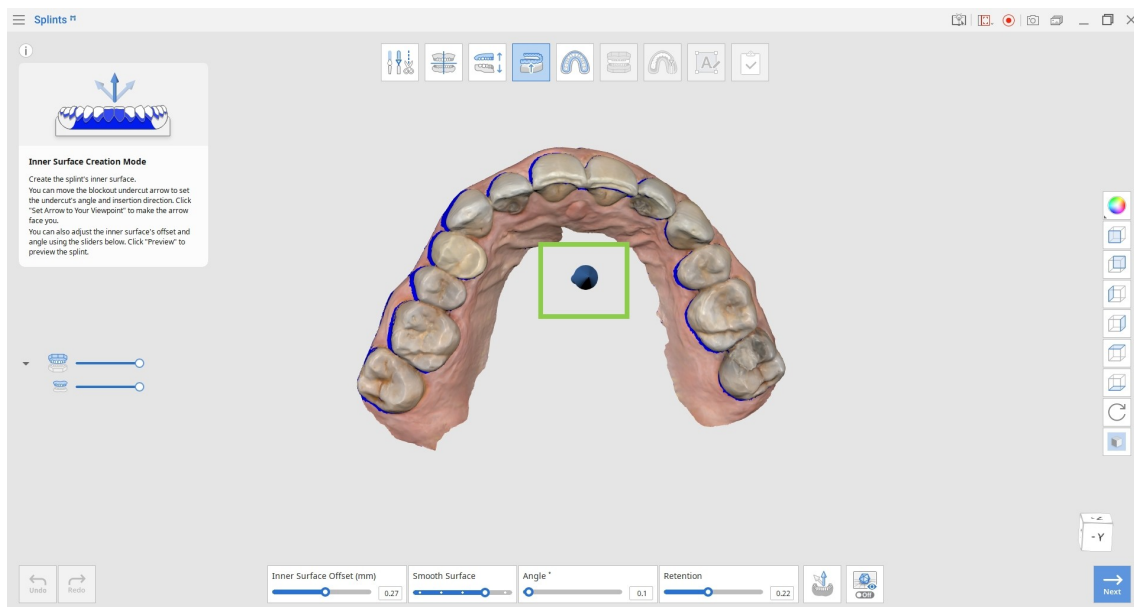 Splints
Inner Surface Creation Mode
Create the splint's inner surface.
You can move the blockout undercut arrow to set
the undercut's angle and insertion direction. Click
"Set Arrow to Your Viewpoint" to make the arrow
face you.
You can also adjust the inner surface's offset and
angle using the sliders below. Click "Preview" to
preview the splint.
-Y
Undo
Redo
Inner Surface Offset (mm)
0.27
Smooth Surface
Angle °
0.1
Retention
0.22
Off
Next